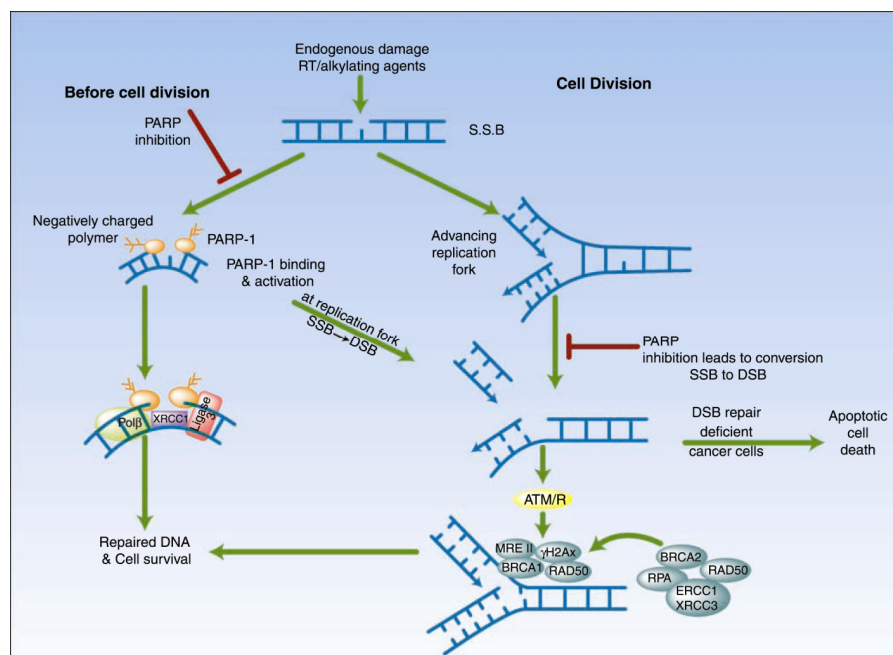 Endogenous damage
RT/alkylating agents
Before cell division
Cell Division
PARP
inhibition
S.S.B
Negatively charged
polymer
PARP-1
PARP-1 binding
& activation
Advancing
replication
fork
at replication fork
SSB→DSB
PARP
inhibition leads to conversion
SSB to DSB
Polβ
XRCC1
Ligase
3
DSB repair
deficient
cancer cells
Apoptotic
cell
death
ATM/R
Repaired DNA
& Cell survival
MRE II
γH2Ax
BRCA1
RAD50
BRCA2
RAD50
RPA
ERCC1
XRCC3